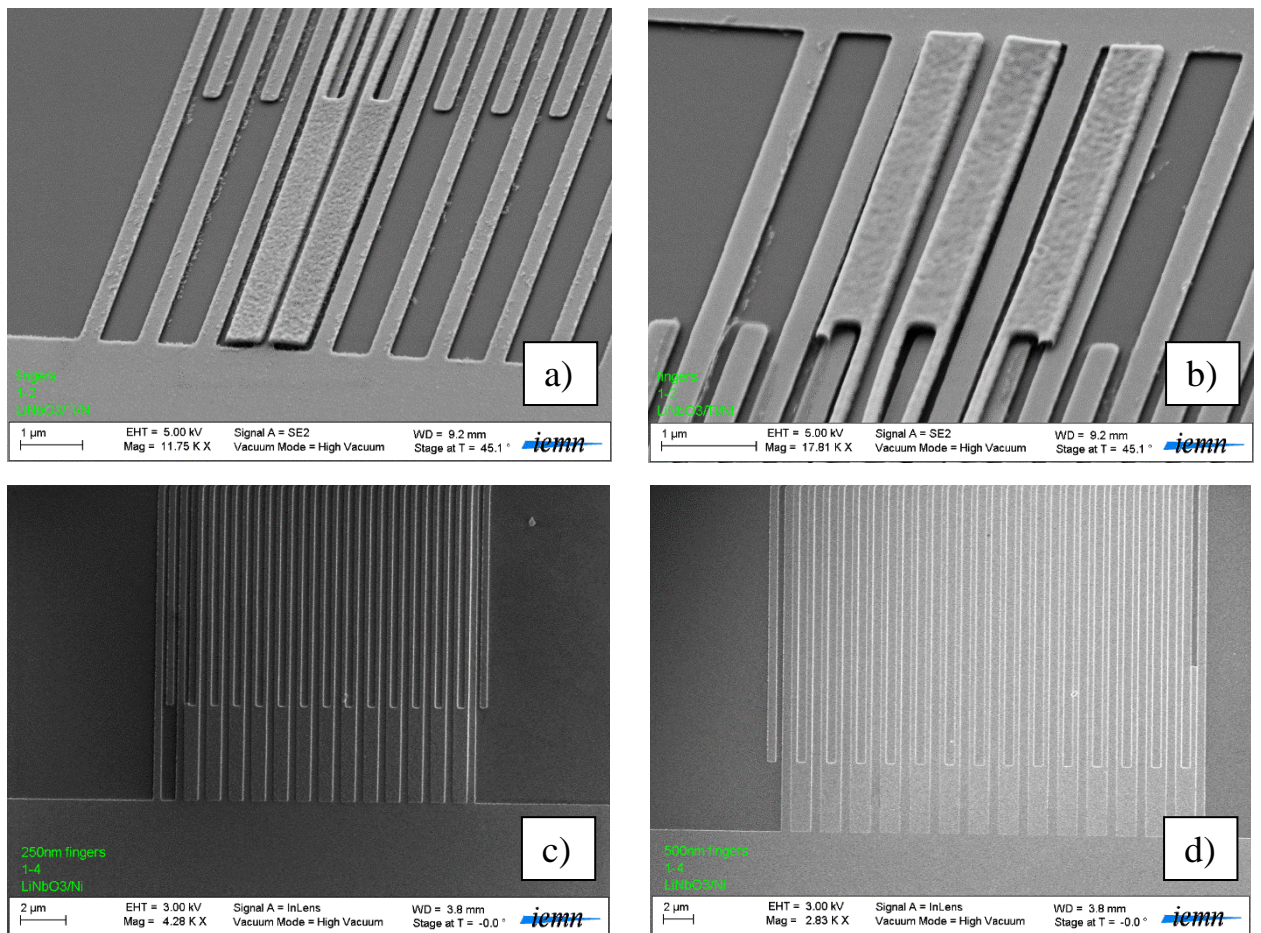 a)
fingers
1-2
LiNbO3/Ti/Ni
1 µm
EHT = 5.00 kV
Signal A = SE2
WD = 9.2 mm
Mag = 11.75 K X
Vacuum Mode = High Vacuum
Stage at T = 45.1 °
iemn
b)
fingers
1-2
LiNbO3/Ti/Ni
1 µm
EHT = 5.00 kV
Signal A = SE2
WD = 9.2 mm
Mag = 17.81 K X
Vacuum Mode = High Vacuum
Stage at T = 45.1 °
iemn
c)
250nm fingers
1-4
LiNbO3/Ni
2 µm
EHT = 3.00 kV
Signal A = InLens
WD = 3.8 mm
Mag = 4.28 K X
Vacuum Mode = High Vacuum
Stage at T = -0.0 °
iemn
d)
500nm fingers
1-4
LiNbO3/Ni
2 µm
EHT = 3.00 kV
Signal A = InLens
WD = 3.8 mm
Mag = 2.83 K X
Vacuum Mode = High Vacuum
Stage at T = -0.0 °
iemn